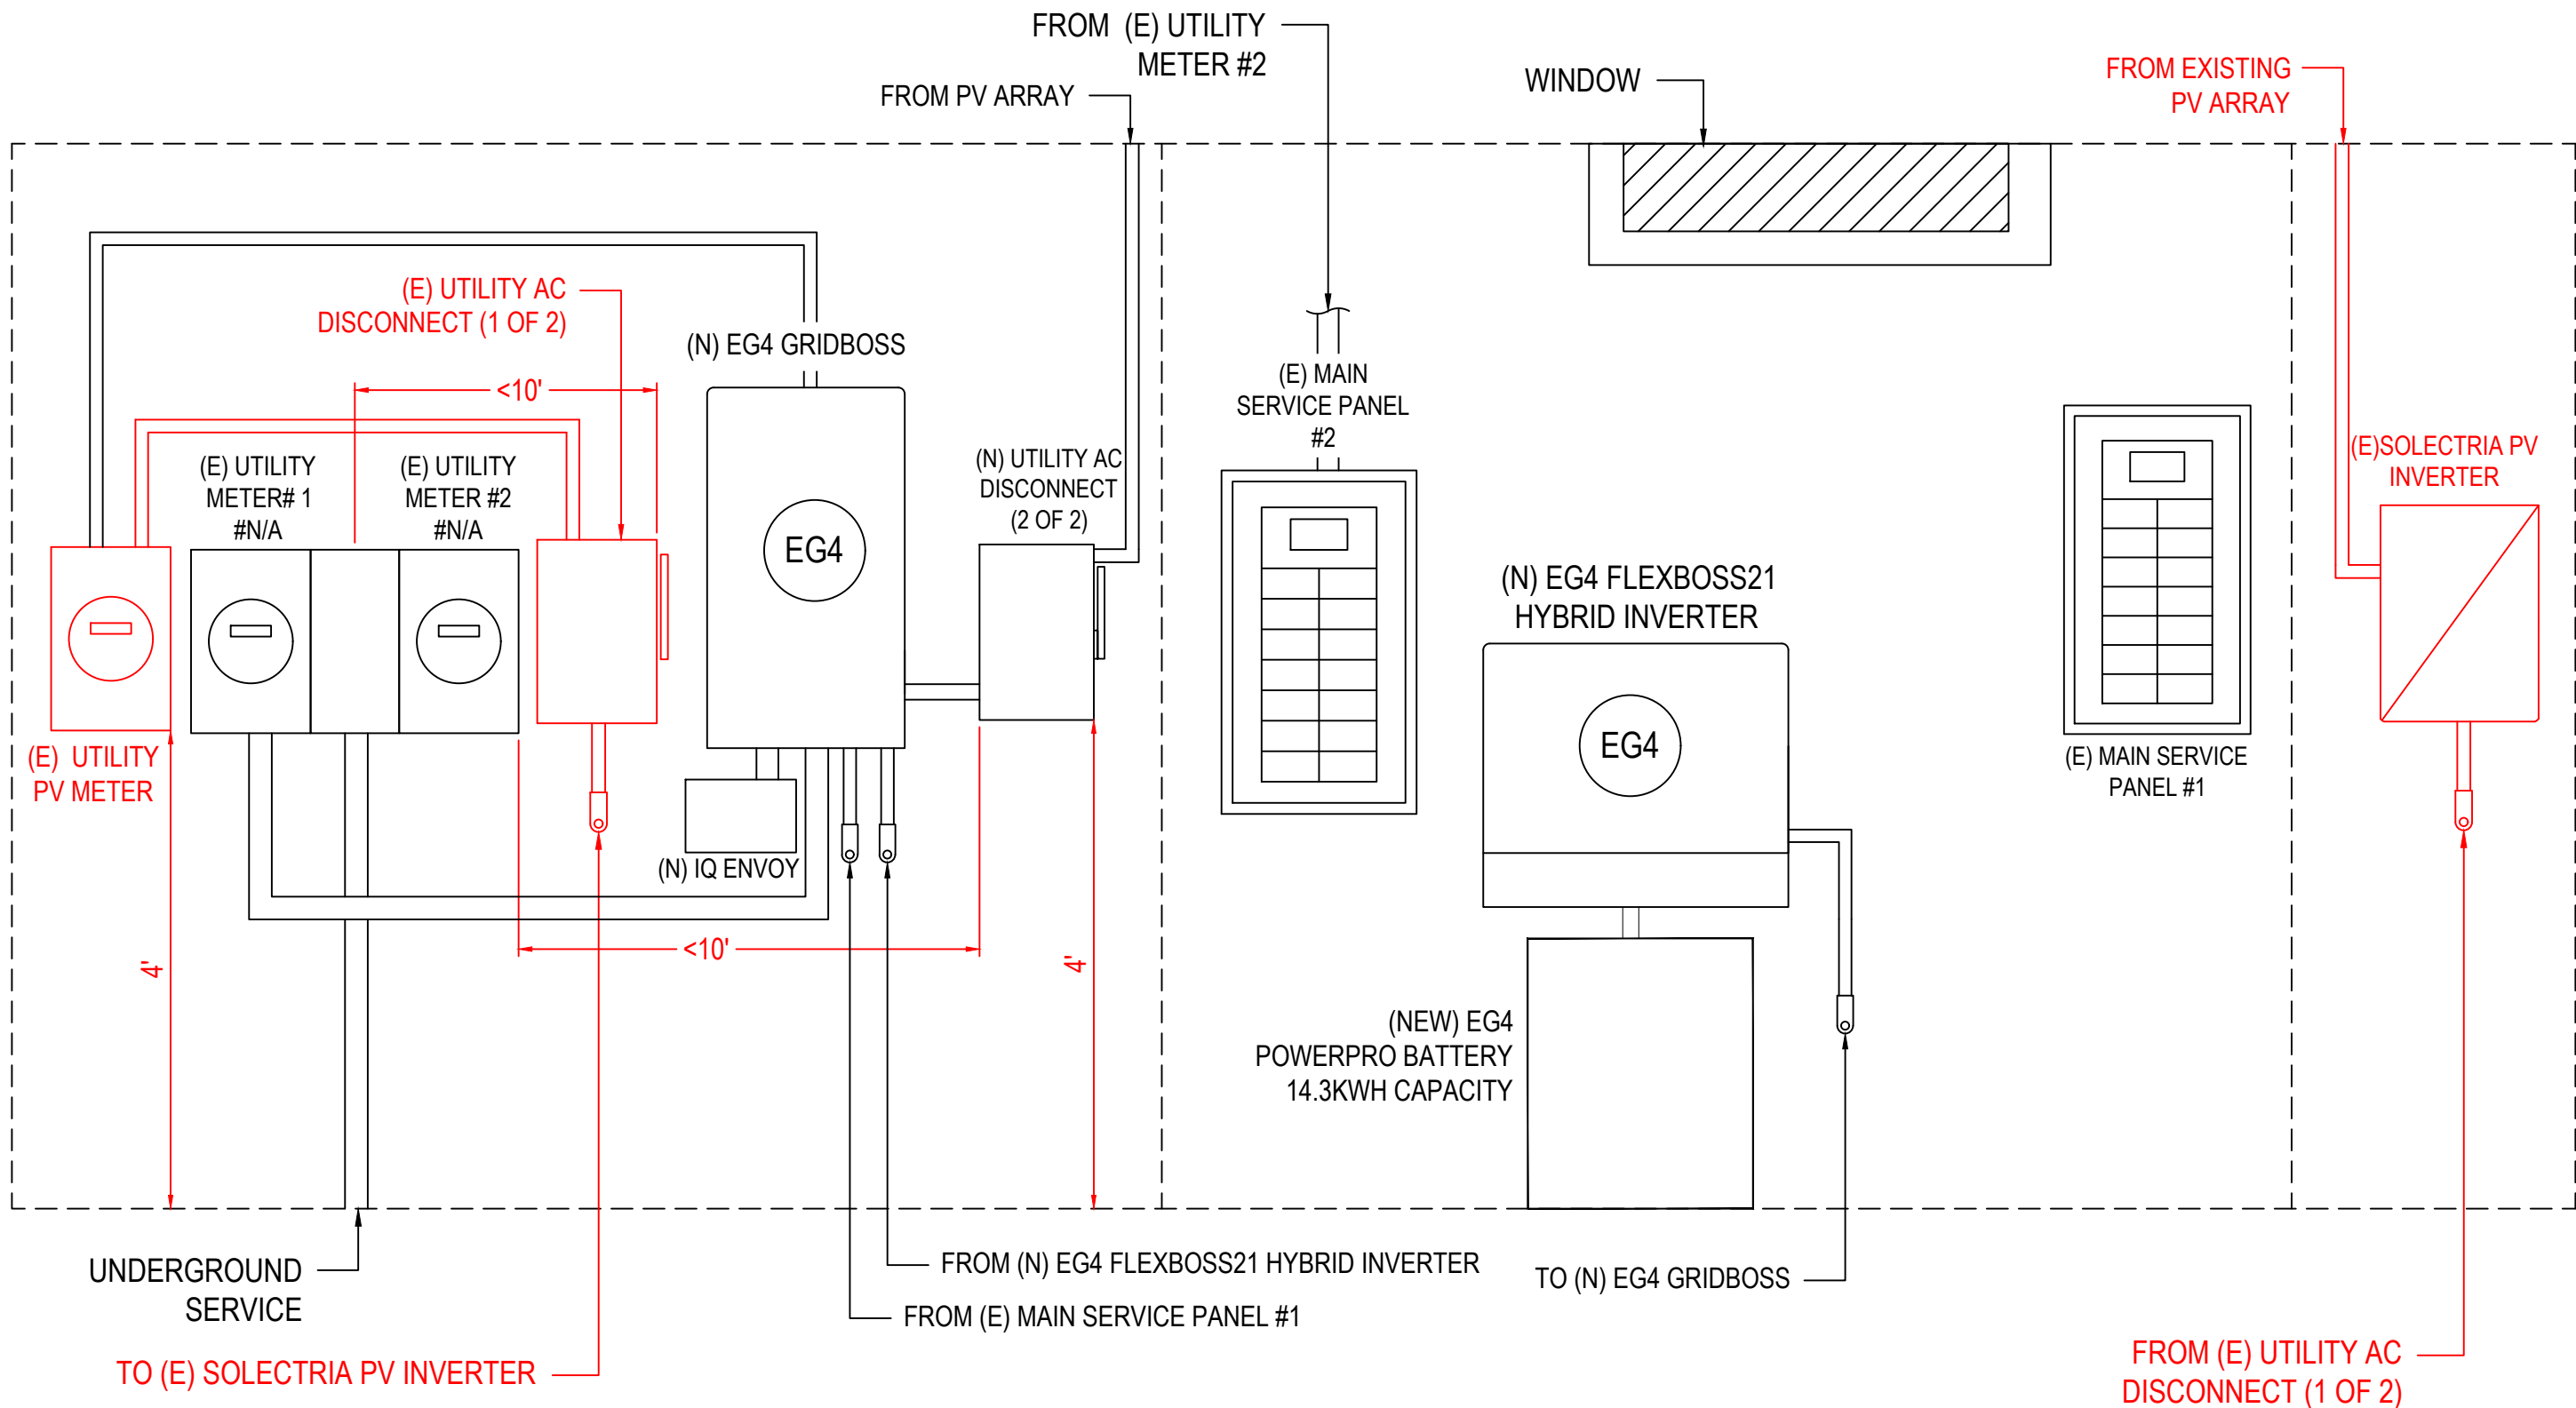 FROM (E) UTILITY
METER #2
FROM PV ARRAY
WINDOW
FROM EXISTING
PV ARRAY
(E) UTILITY AC
DISCONNECT (1 OF 2)
(N) EG4 GRIDBOSS
<10'
(E) MAIN
SERVICE PANEL
#2
(E) UTILITY
METER# 1
#N/A
(E) UTILITY
METER #2
#N/A
(N) UTILITY AC
DISCONNECT
(2 OF 2)
(E)SOLECTRIA PV
INVERTER
EG4
(N) EG4 FLEXBOSS21
HYBRID INVERTER
EG4
(E) UTILITY
PV METER
(E) MAIN SERVICE
PANEL #1
(N) IQ ENVOY
<10'
4'
4'
(NEW) EG4
POWERPRO BATTERY
14.3KWH CAPACITY
UNDERGROUND
SERVICE
FROM (N) EG4 FLEXBOSS21 HYBRID INVERTER
TO (N) EG4 GRIDBOSS
FROM (E) MAIN SERVICE PANEL #1
TO (E) SOLECTRIA PV INVERTER
FROM (E) UTILITY AC
DISCONNECT (1 OF 2)